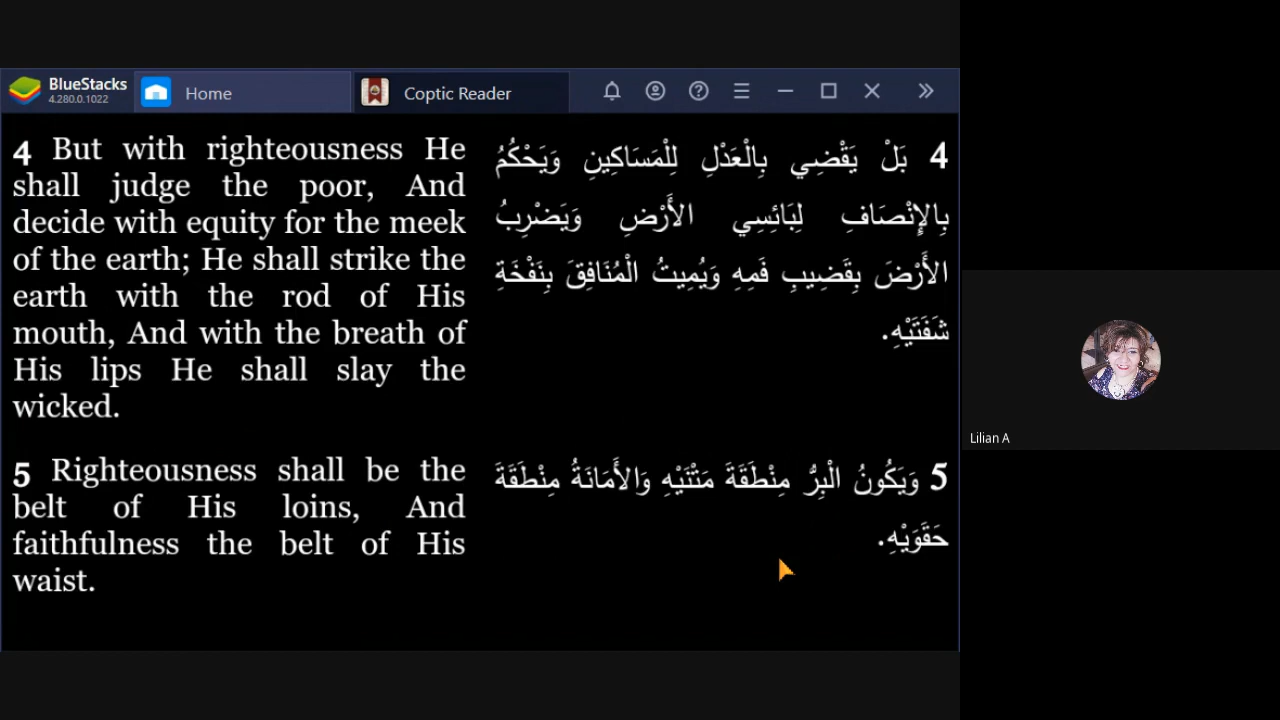 BlueStacks
4.280.0.1022
Home
Coptic Reader
4 But with righteousness He
shall judge the poor, And
decide with equity for the meek
of the earth; He shall strike the
earth with the rod of His
mouth, And with the breath of
His lips He shall slay the
wicked.
4 بَلْ يَقْضِي بِالْعَدْلِ لِلْمَسَاكِينِ وَيَحْكُمُ
بِالإِنْصَافِ لِبَائِسِي الأَرْضِ وَيَضْرِبُ
الأَرْضَ بِقَضِيبِ فَمِهِ وَيُمِيتُ الْمُنَافِقَ بِنَفْخَةِ
شَفَتَيْهِ.
5 Righteousness shall be the
belt of His loins, And
faithfulness the belt of His
waist.
5 وَيَكُونُ الْبِرُّ مِنْطَقَةَ مَتْنَيْهِ وَالأَمَانَةُ مِنْطَقَةَ
حَقَوَيْهِ.
Lilian A